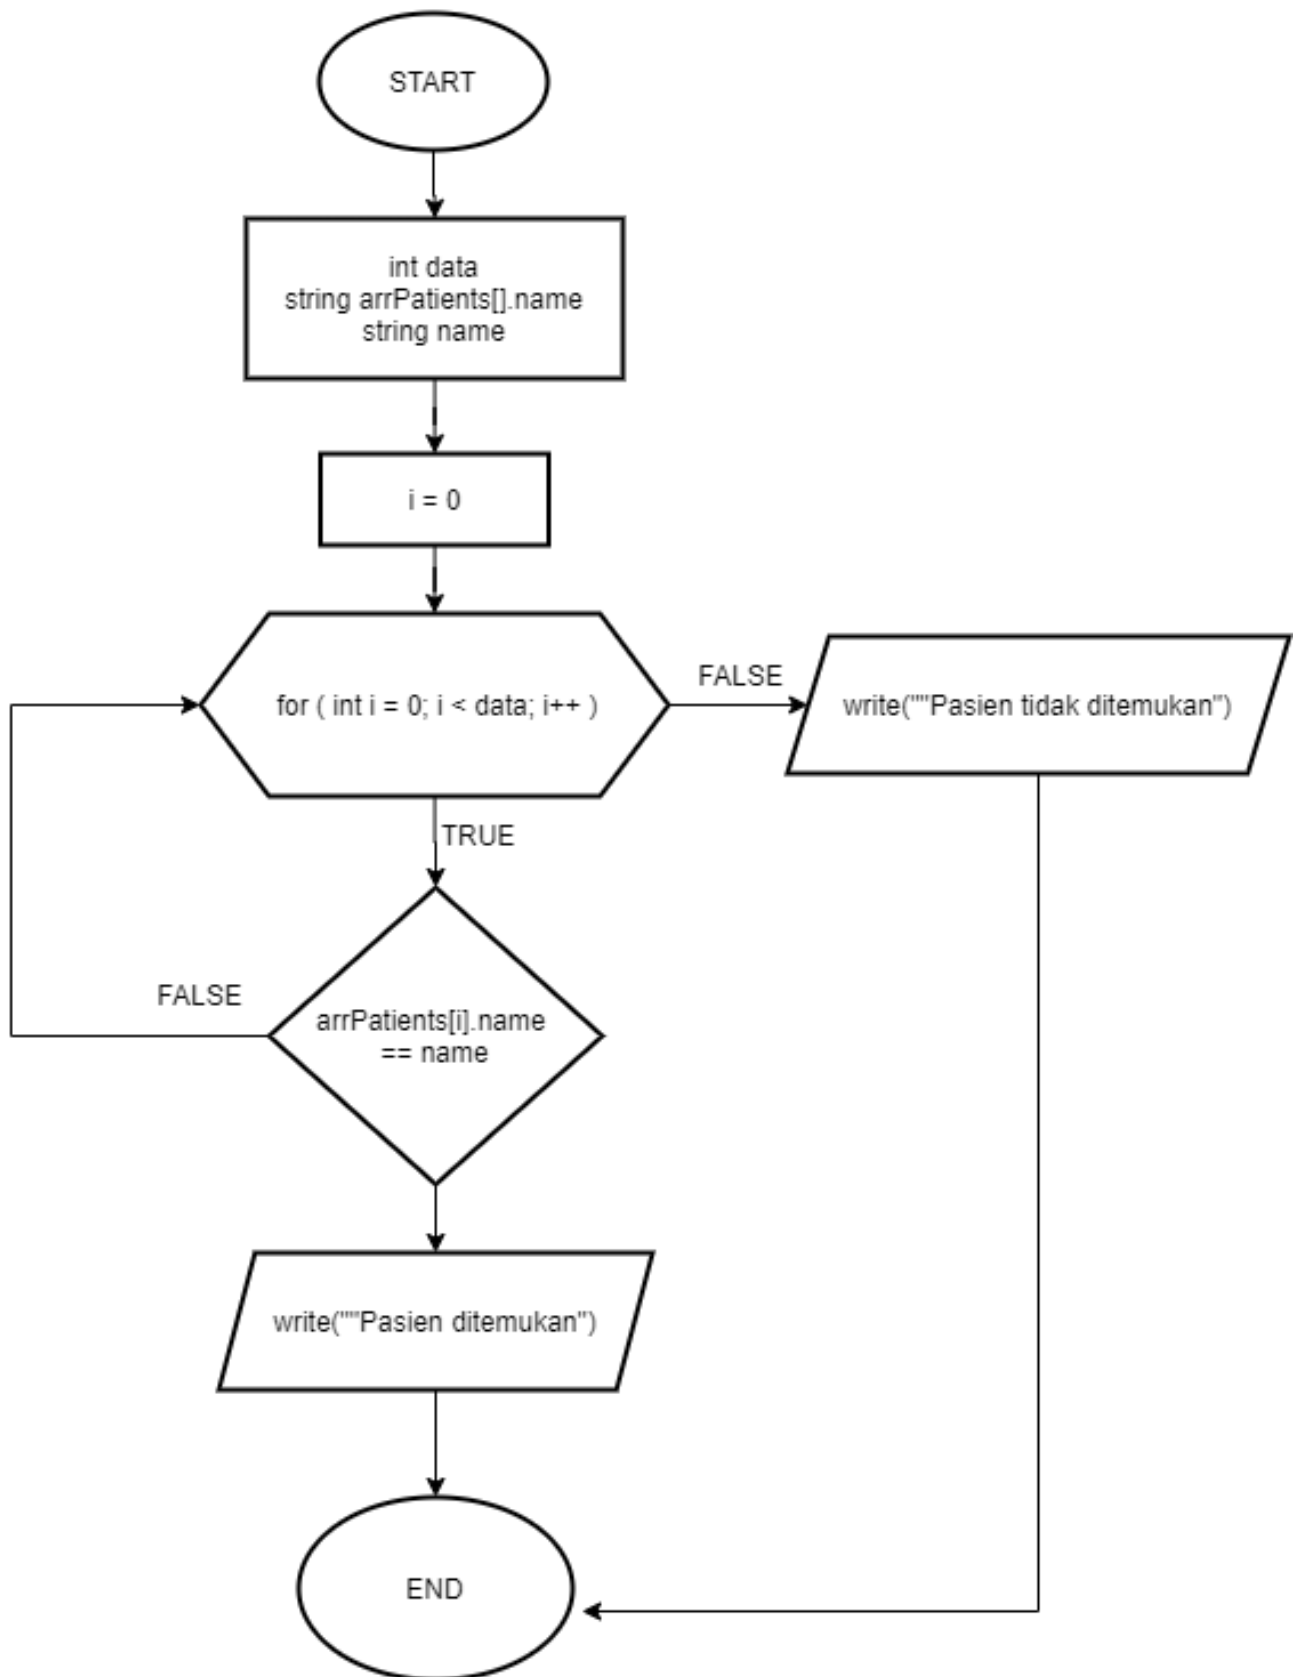 START
int data
string arrPatients[].name
string name
i = 0
for ( int i = 0; i < data; i++ )
FALSE
write(""Pasien tidak ditemukan")
TRUE
FALSE
arrPatients[i].name
== name
write(""Pasien ditemukan")
END